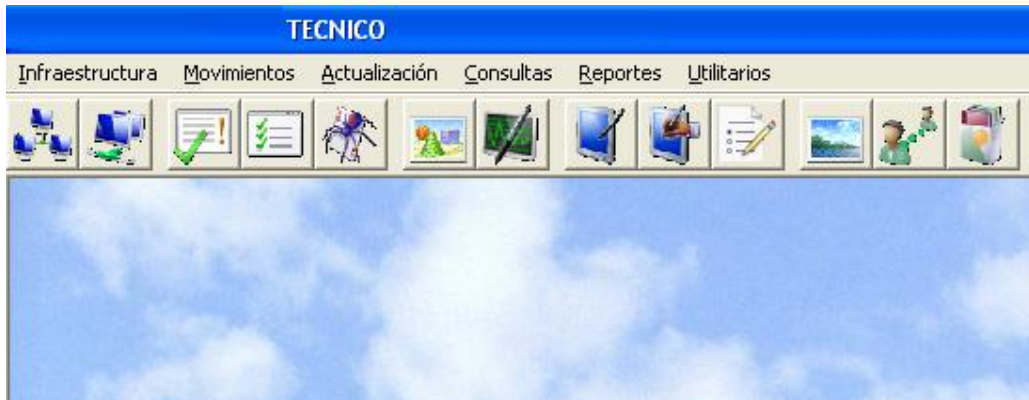 TECNICO
Infraestructura Movimientos Actualización Consultas Reportes Utilitarios